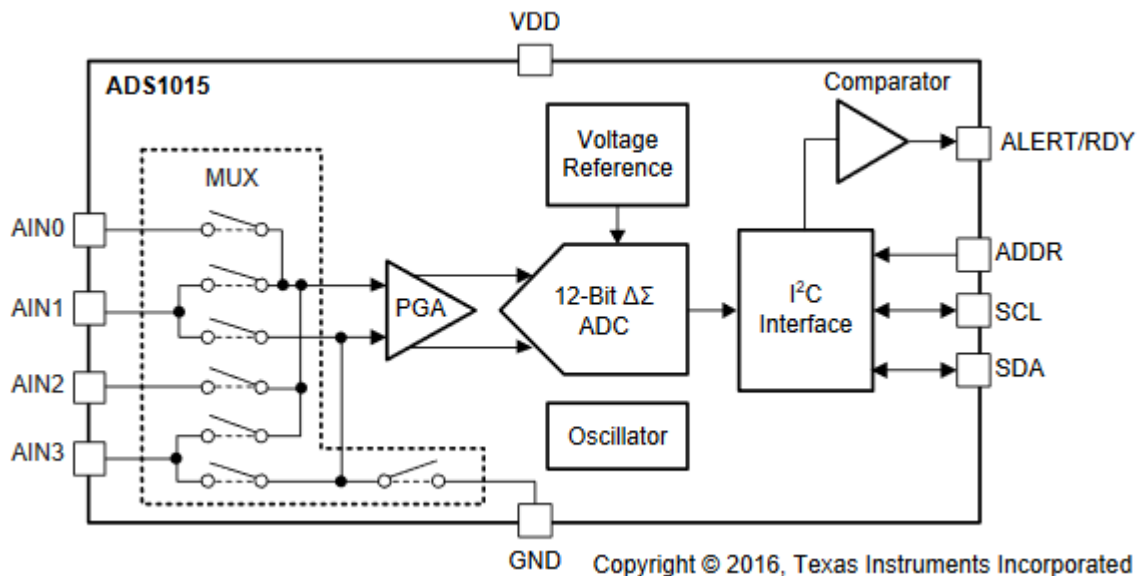 VDD
ADS1015
Comparator
Voltage
Reference
ALERT/RDY
MUX
AIN0
ADDR
AIN1
PGA
12-Bit ΔΣ
ADC
I²C
Interface
SCL
AIN2
SDA
Oscillator
AIN3
GND
Copyright © 2016, Texas Instruments Incorporated